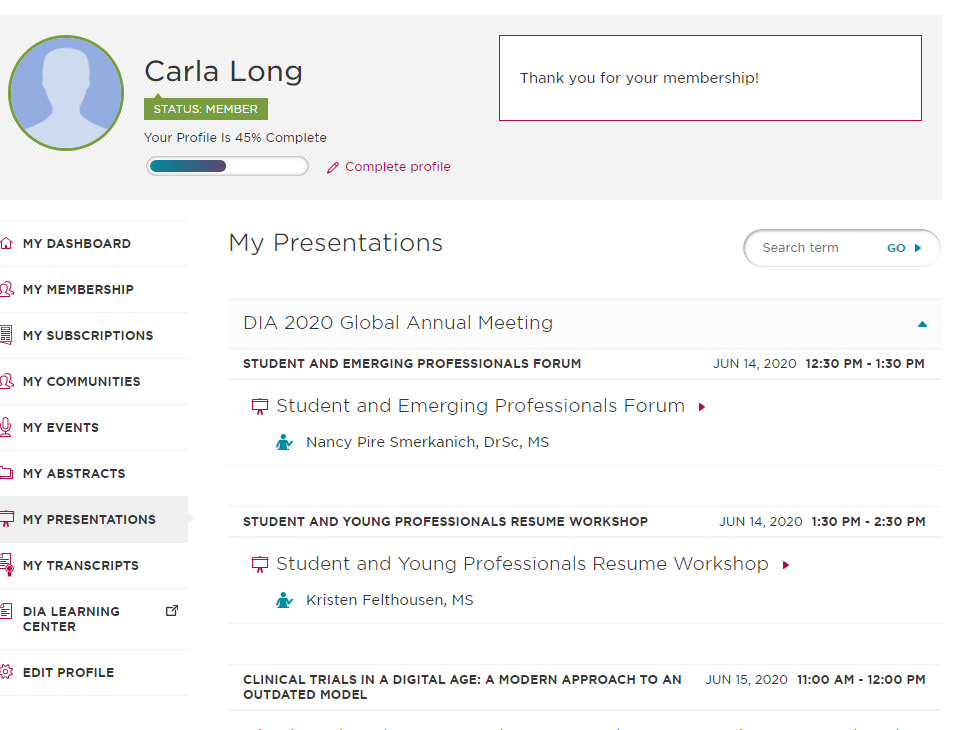 Carla Long
STATUS: MEMBER
Your Profile Is 45% Complete
Complete profile
Thank you for your membership!
MY DASHBOARD
MY MEMBERSHIP
MY SUBSCRIPTIONS
MY COMMUNITIES
MY EVENTS
MY ABSTRACTS
MY PRESENTATIONS
MY TRANSCRIPTS
DIA LEARNING
CENTER
EDIT PROFILE
My Presentations
Search term GO
DIA 2020 Global Annual Meeting
STUDENT AND EMERGING PROFESSIONALS FORUM JUN 14, 2020 12:30 PM - 1:30 PM
Student and Emerging Professionals Forum
Nancy Pire Smerkanich, DrSc, MS
STUDENT AND YOUNG PROFESSIONALS RESUME WORKSHOP JUN 14, 2020 1:30 PM - 2:30 PM
Student and Young Professionals Resume Workshop
Kristen Felthousen, MS
CLINICAL TRIALS IN A DIGITAL AGE: A MODERN APPROACH TO AN JUN 15, 2020 11:00 AM - 12:00 PM
OUTDATED MODEL